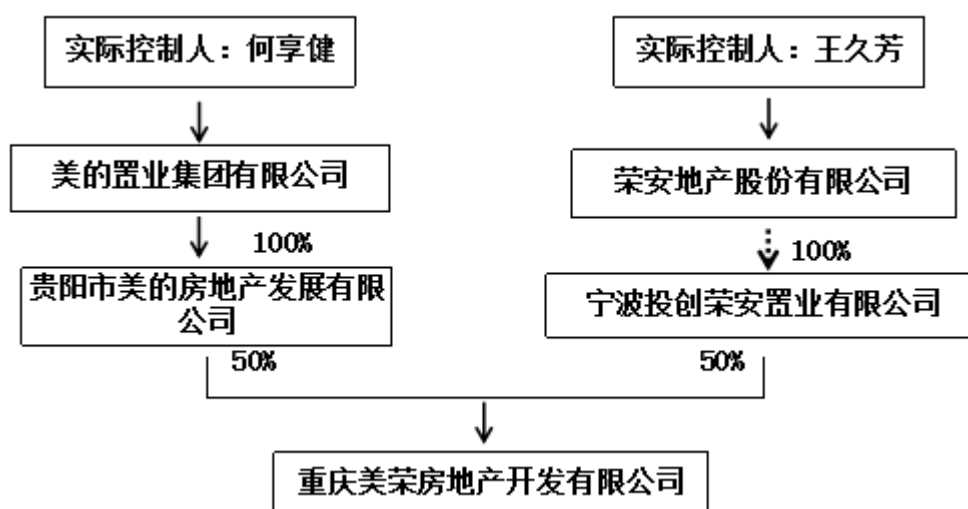 实际控制人：何享健
实际控制人：王久芳
美的置业集团有限公司
荣安地产股份有限公司
100%
100%
贵阳市美的房地产发展有限
公司
宁波投创荣安置业有限公司
50%
50%
重庆美荣房地产开发有限公司